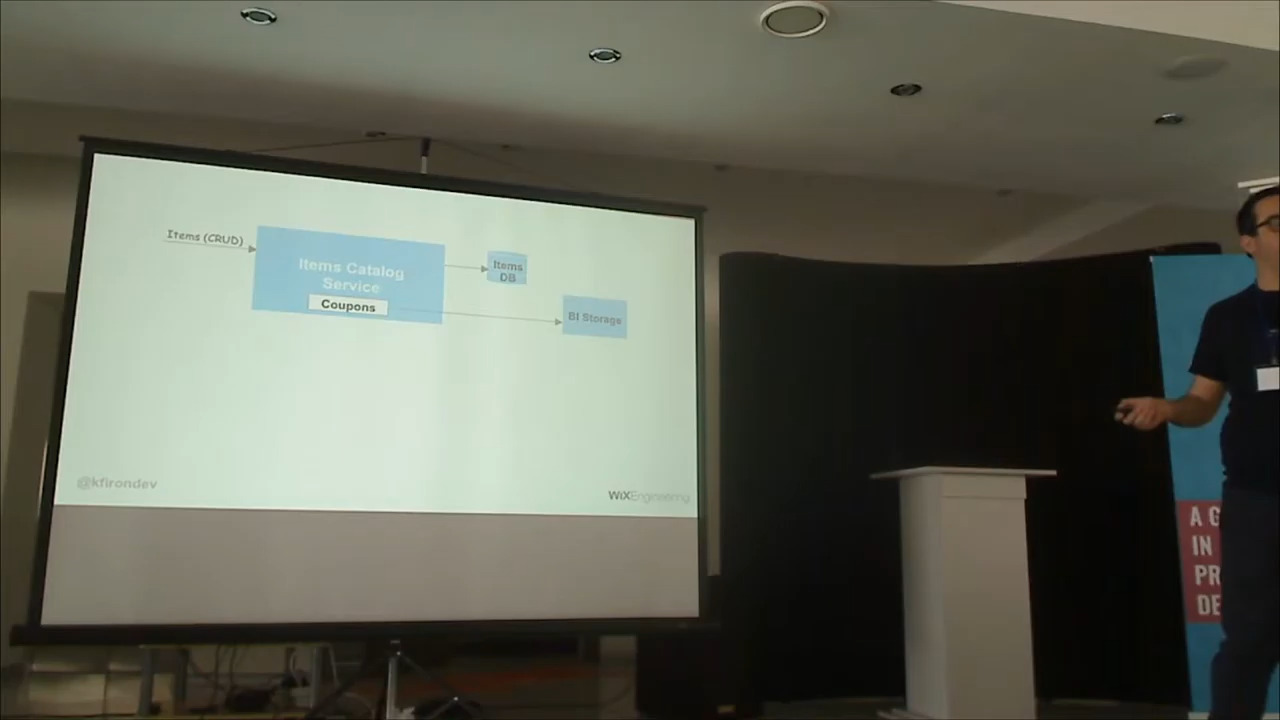 Items (CRUD)
Items Catalog
Service
Coupons
Items
DB
BI Storage
@kfirondev
WiXEngineering
A G
IN
PR
DE